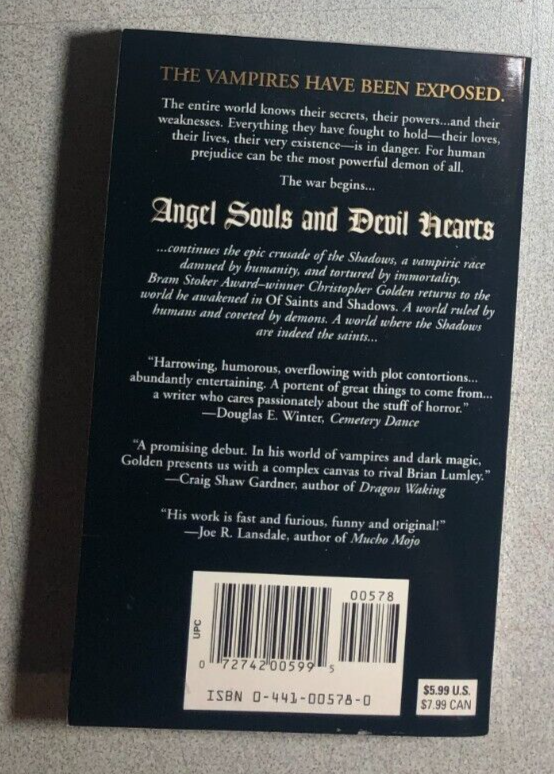 THE VAMPIRES HAVE BEEN EXPOSED.
The entire world knows their secrets, their powers...and their
weaknesses. Everything they have fought to hold—their loves,
their lives, their very existence—is in danger. For human
prejudice can be the most powerful demon of all.
The war begins...
Angel Souls and Devil Hearts
...continues the epic crusade of the Shadows, a vampiric race
damned by humanity, and tortured by immortality.
Bram Stoker Award–winner Christopher Golden returns to the
world he awakened in Of Saints and Shadows. A world ruled by
humans and coveted by demons. A world where the Shadows
are indeed the saints...
“Harrowing, humorous, overflowing with plot contortions...
abundantly entertaining. A portent of great things to come from...
a writer who cares passionately about the stuff of horror.”
—Douglas E. Winter, Cemetery Dance
“A promising debut. In his world of vampires and dark magic,
Golden presents us with a complex canvas to rival Brian Lumley.”
—Craig Shaw Gardner, author of Dragon Waking
“His work is fast and furious, funny and original!”
—Joe R. Lansdale, author of Mucho Mojo
UPC
00578
0 72742 00599 5
ISBN 0-441-00578-0
$5.99 U.S.
$7.99 CAN